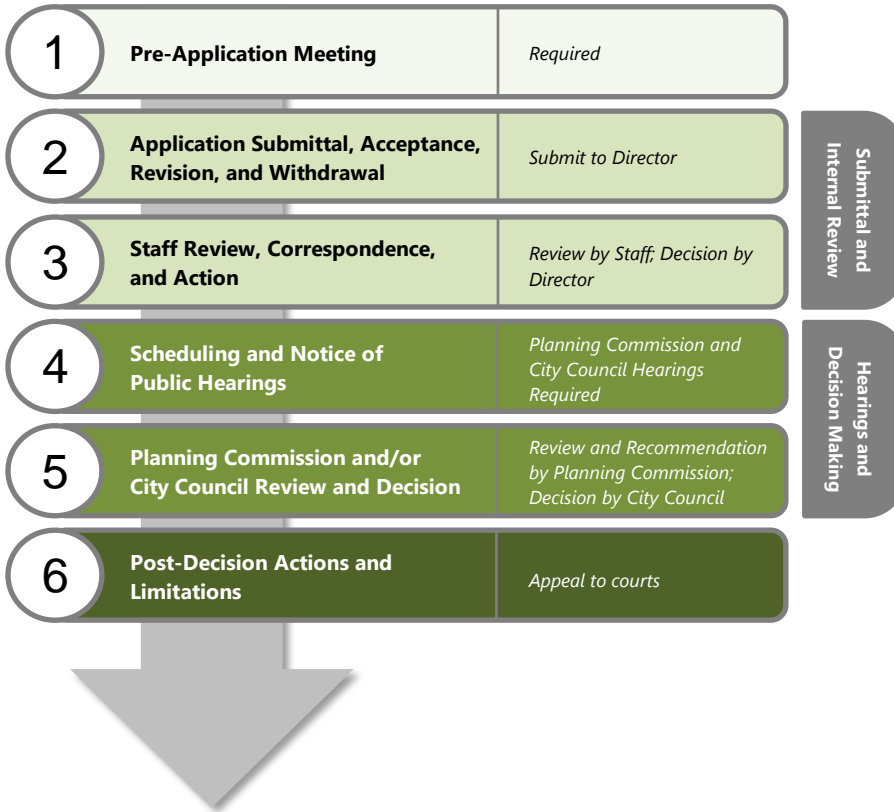 1
Pre-Application Meeting
Required
2
Application Submittal, Acceptance,
Revision, and Withdrawal
Submit to Director
3
Staff Review, Correspondence,
and Action
Review by Staff; Decision by
Director
Submittal and
Internal Review
4
Scheduling and Notice of
Public Hearings
Planning Commission and
City Council Hearings
Required
5
Planning Commission and/or
City Council Review and Decision
Review and Recommendation
by Planning Commission;
Decision by City Council
Hearings and
Decision Making
6
Post-Decision Actions and
Limitations
Appeal to courts